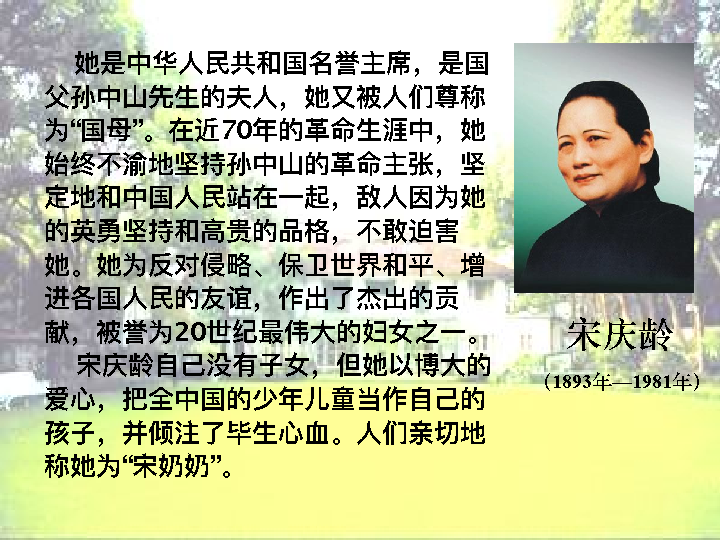 她是中华人民共和国名誉主席，是国
父孙中山先生的夫人，她又被人们尊称
为“国母”。在近70年的革命生涯中，她
始终不渝地坚持孙中山的革命主张，坚
定地和中国人民站在一起，敌人因为她
的英勇坚持和高贵的品格，不敢迫害
她。她为反对侵略、保卫世界和平、增
进各国人民的友谊，作出了杰出的贡
献，被誉为20世纪最伟大的妇女之一。
宋庆龄自己没有子女，但她以博大的
爱心，把全中国的少年儿童当作自己的
孩子，并倾注了毕生心血。人们亲切地
称她为“宋奶奶”。
宋庆龄
（1893年—1981年）